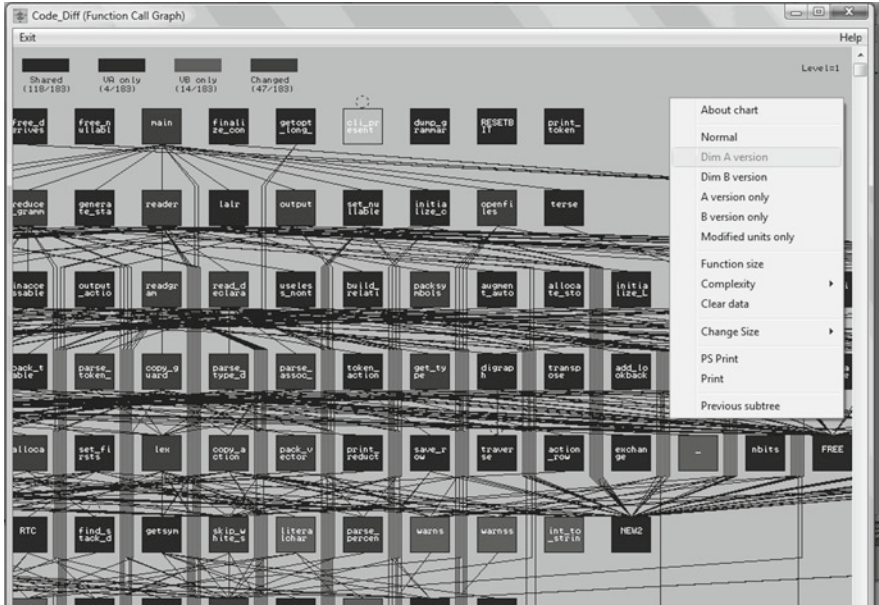 Code_Diff (Function Call Graph)
Exit Help
Level=1
Shared VA only VB only Changed
(118/183) (4/183) (14/183) (47/183)
free_d free_n main finali getopt cli_pr dump_g RESETB print_
erives ullabl ze_con _long_ esent rammar IT token
reduce genera reader lalr output set_nu initia openfi terse
_gramm te_sta llable lize_c les
inacce output readgr read_d useles build_ packsy augmen alloca initia
ssable _actio am eclara s_nont relati mbols t_auto te_sto lize_L
pack_t parse_ copy_g parse_ parse_ token_ get_ty digrap transp add_lo
able token_ uard type_d assoc_ action pe h ose okback
alloca set_fi lex copy_a pack_v print_ save_r traver action exchan _ nbits FREE
rsts ction ector reduct ow se _row ge
RTC find_s getsym skip_w litera parse_ warns warnss int_to NEW2
tack_d hite_s lchar percen _strin
About chart
Normal
Dim A version
Dim B version
A version only
B version only
Modified units only
Function size
Complexity
Clear data
Change Size
PS Print
Print
Previous subtree